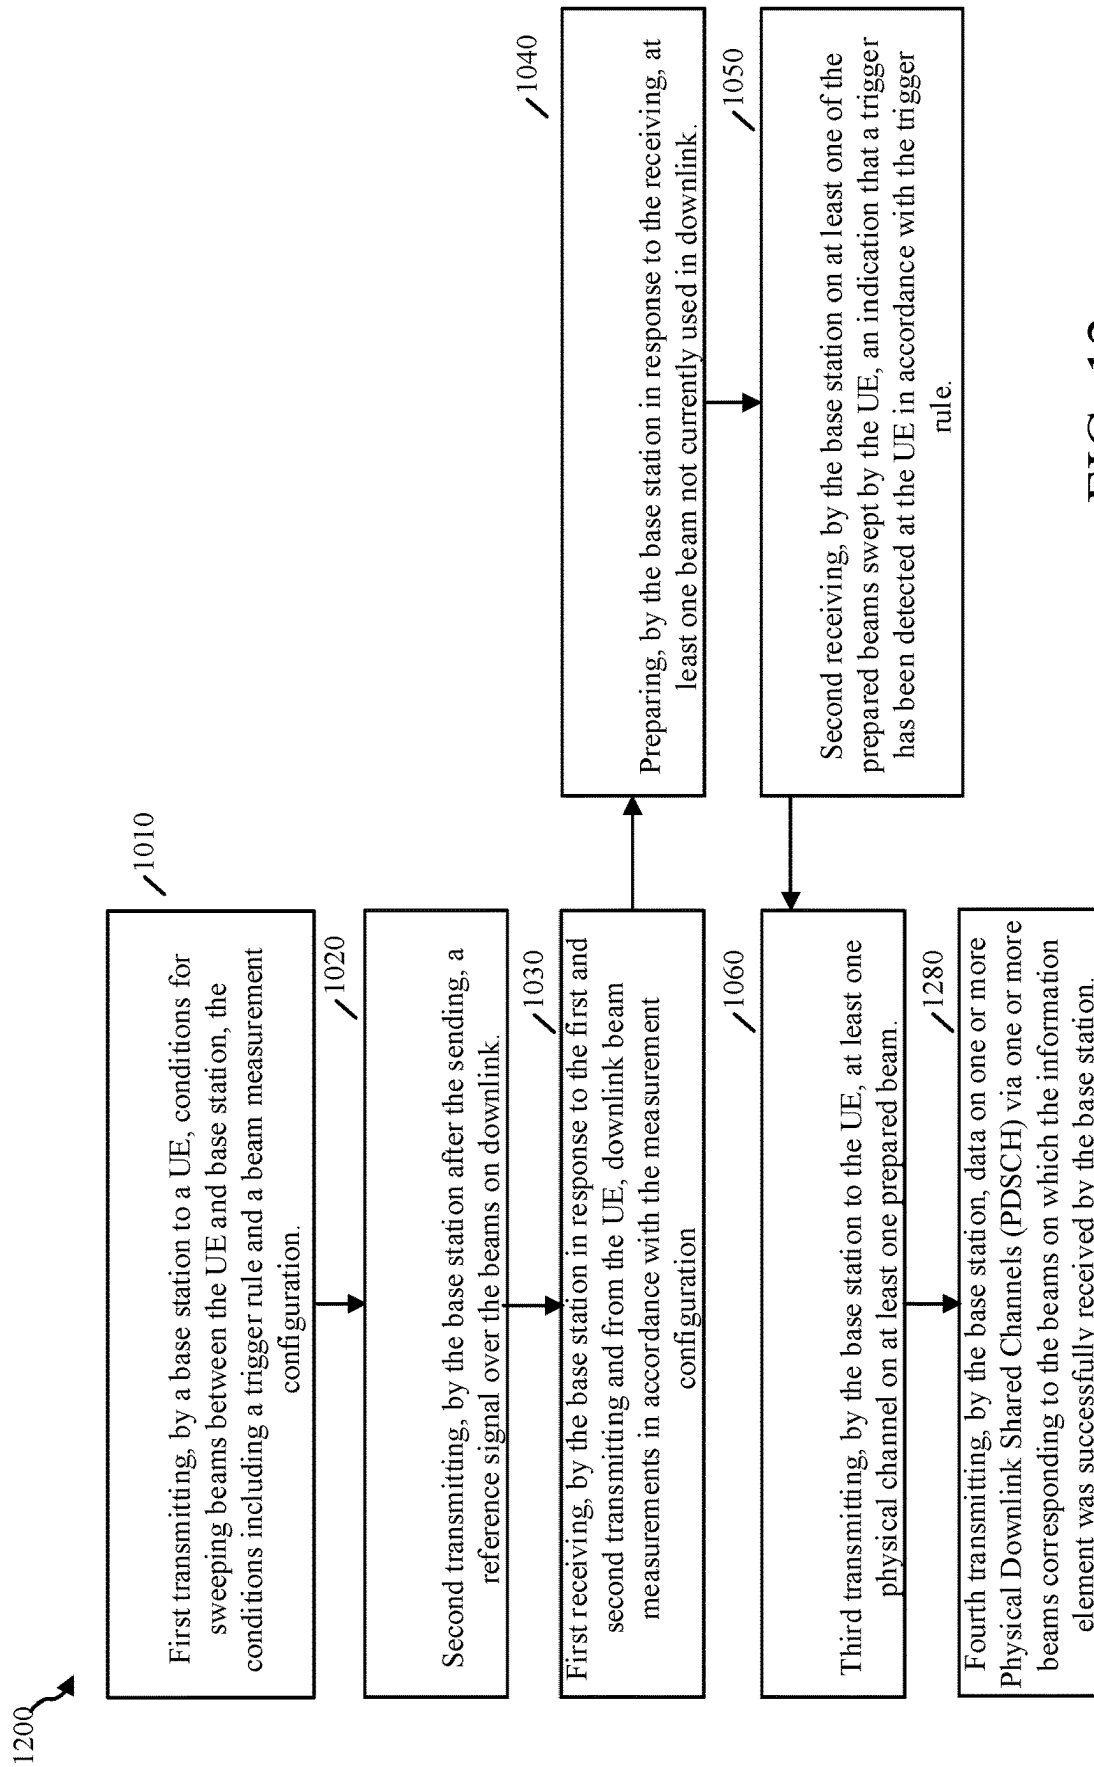 1200
1010
First transmitting, by a base station to a UE, conditions for
sweeping beams between the UE and base station, the
conditions including a trigger rule and a beam measurement
configuration.
1020
Second transmitting, by the base station after the sending, a
reference signal over the beams on downlink.
1030
First receiving, by the base station in response to the first and
second transmitting and from the UE, downlink beam
measurements in accordance with the measurement
configuration
1040
Preparing, by the base station in response to the receiving, at
least one beam not currently used in downlink.
1050
Second receiving, by the base station on at least one of the
prepared beams swept by the UE, an indication that a trigger
has been detected at the UE in accordance with the trigger
rule.
1060
Third transmitting, by the base station to the UE, at least one
physical channel on at least one prepared beam.
1280
Fourth transmitting, by the base station, data on one or more
Physical Downlink Shared Channels (PDSCH) via one or more
beams corresponding to the beams on which the information
element was successfully received by the base station.